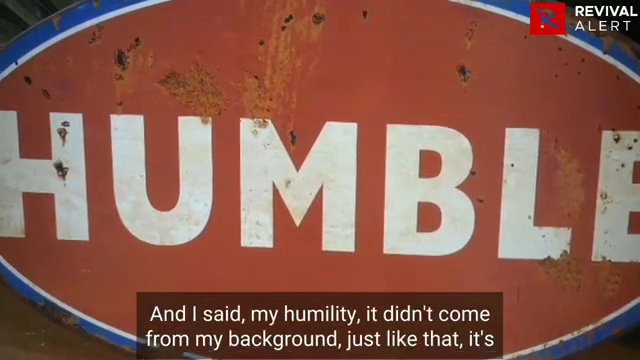 REVIVAL
ALERT
HUMBLE
And I said, my humility, it didn't come
from my background, just like that, it's